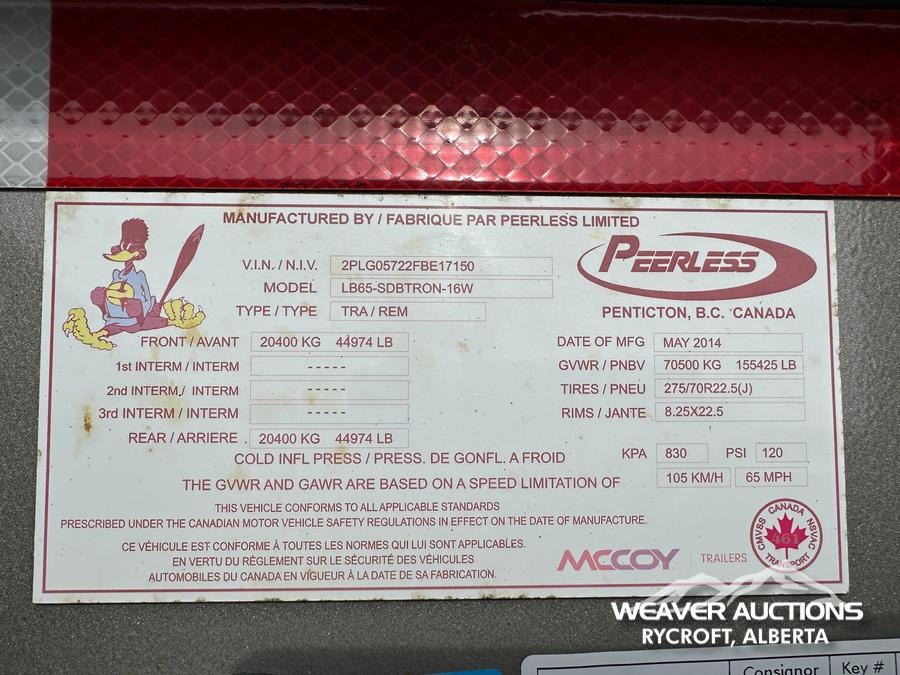 MANUFACTURED BY / FABRIQUE PAR PEERLESS LIMITED
PEERLESS
PENTICTON, B.C. CANADA
V.I.N. / N.I.V. 2PLG05722FBE17150
MODEL LB65-SDBTRON-16W
TYPE / TYPE TRA / REM
FRONT / AVANT 20400 KG 44974 LB DATE OF MFG MAY 2014
1st INTERM / INTERM - - - - - GVWR / PNBV 70500 KG 155425 LB
2nd INTERM / INTERM - - - - - TIRES / PNEU 275/70R22.5(J)
3rd INTERM / INTERM - - - - - RIMS / JANTE 8.25X22.5
REAR / ARRIERE 20400 KG 44974 LB
COLD INFL PRESS / PRESS. DE GONFL. A FROID KPA 830 PSI 120
THE GVWR AND GAWR ARE BASED ON A SPEED LIMITATION OF 105 KM/H 65 MPH
THIS VEHICLE CONFORMS TO ALL APPLICABLE STANDARDS
PRESCRIBED UNDER THE CANADIAN MOTOR VEHICLE SAFETY REGULATIONS IN EFFECT ON THE DATE OF MANUFACTURE.
CE VÉHICULE EST CONFORME À TOUTES LES NORMES QUI LUI SONT APPLICABLES.
EN VERTU DU RÈGLEMENT SUR LE SÉCURITÉ DES VÉHICULES
AUTOMOBILES DU CANADA EN VIGUEUR À LA DATE DE SA FABRICATION.
MCCOY TRAILERS
CANADA
CMVSS NSVAC
461
TRANSPORT
WEAVER AUCTIONS
RYCROFT, ALBERTA
Consignor Key #